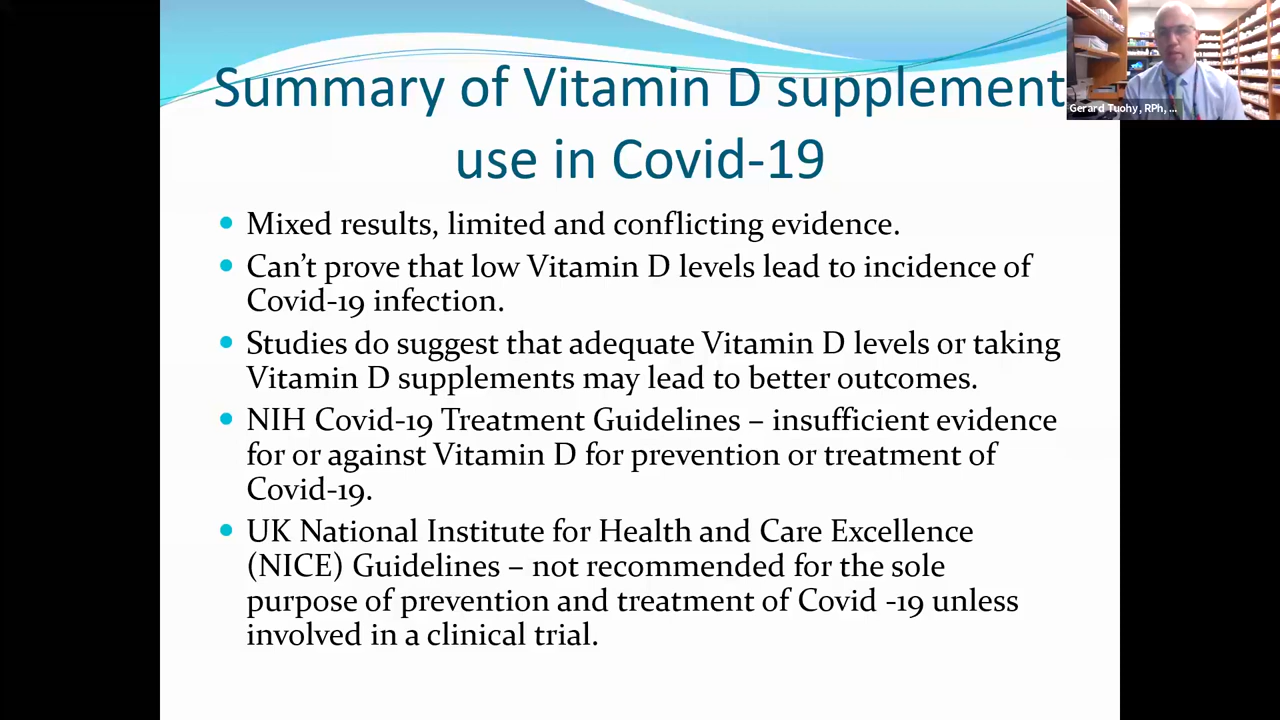 Summary of Vitamin D supplement
use in Covid-19
Gerard Tuohy, RPh, ...
• Mixed results, limited and conflicting evidence.
• Can’t prove that low Vitamin D levels lead to incidence of
Covid-19 infection.
• Studies do suggest that adequate Vitamin D levels or taking
Vitamin D supplements may lead to better outcomes.
• NIH Covid-19 Treatment Guidelines – insufficient evidence
for or against Vitamin D for prevention or treatment of
Covid-19.
• UK National Institute for Health and Care Excellence
(NICE) Guidelines – not recommended for the sole
purpose of prevention and treatment of Covid -19 unless
involved in a clinical trial.